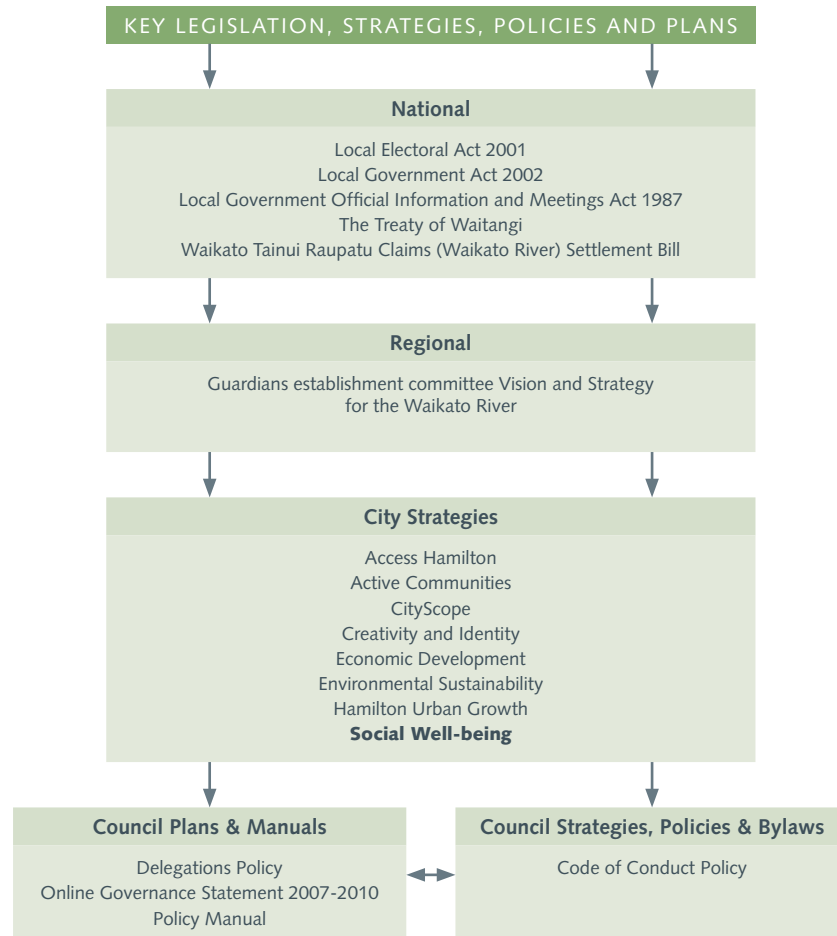 KEY LEGISLATION, STRATEGIES, POLICIES AND PLANS
National
Local Electoral Act 2001
Local Government Act 2002
Local Government Official Information and Meetings Act 1987
The Treaty of Waitangi
Waikato Tainui Raupatu Claims (Waikato River) Settlement Bill
Regional
Guardians establishment committee Vision and Strategy
for the Waikato River
City Strategies
Access Hamilton
Active Communities
CityScope
Creativity and Identity
Economic Development
Environmental Sustainability
Hamilton Urban Growth
Social Well-being
Council Plans & Manuals
Delegations Policy
Online Governance Statement 2007-2010
Policy Manual
Council Strategies, Policies & Bylaws
Code of Conduct Policy